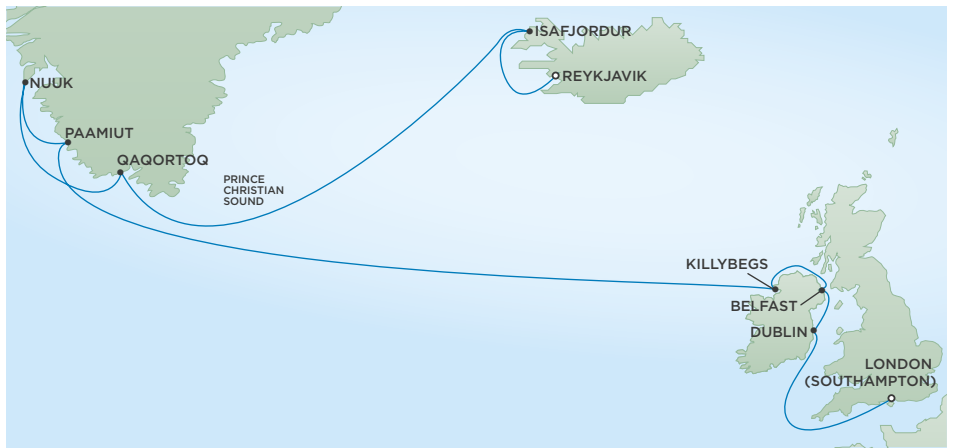 ISAFJORDUR
REYKJAVIK
NUUK
PAAMIUT
QAQORTOQ
PRINCE
CHRISTIAN
SOUND
KILLYBEGS
BELFAST
DUBLIN
LONDON
(SOUTHAMPTON)